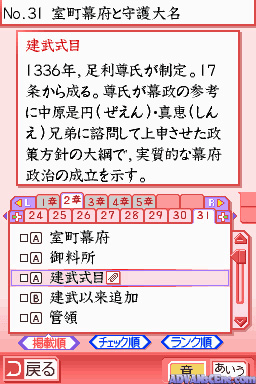 No.31 室町幕府と守護大名
建武式目
1336年,足利尊氏が制定。17
条から成る。尊氏が幕政の参考
に中原是円(ぜえん)・真恵(しんえ
)兄弟に諮問して上申させた政
策方針の大綱で,実質的な幕府
政治の成立を示す。
L 1章 2章 3章 4章 5章 R
24 25 26 27 28 29 30 31
A 室町幕府
A 御料所
A 建武式目
B 建武以来追加
A 管領
掲載順 チェック順 ランク順
戻る 音 あいう
ADVANSCENE.com